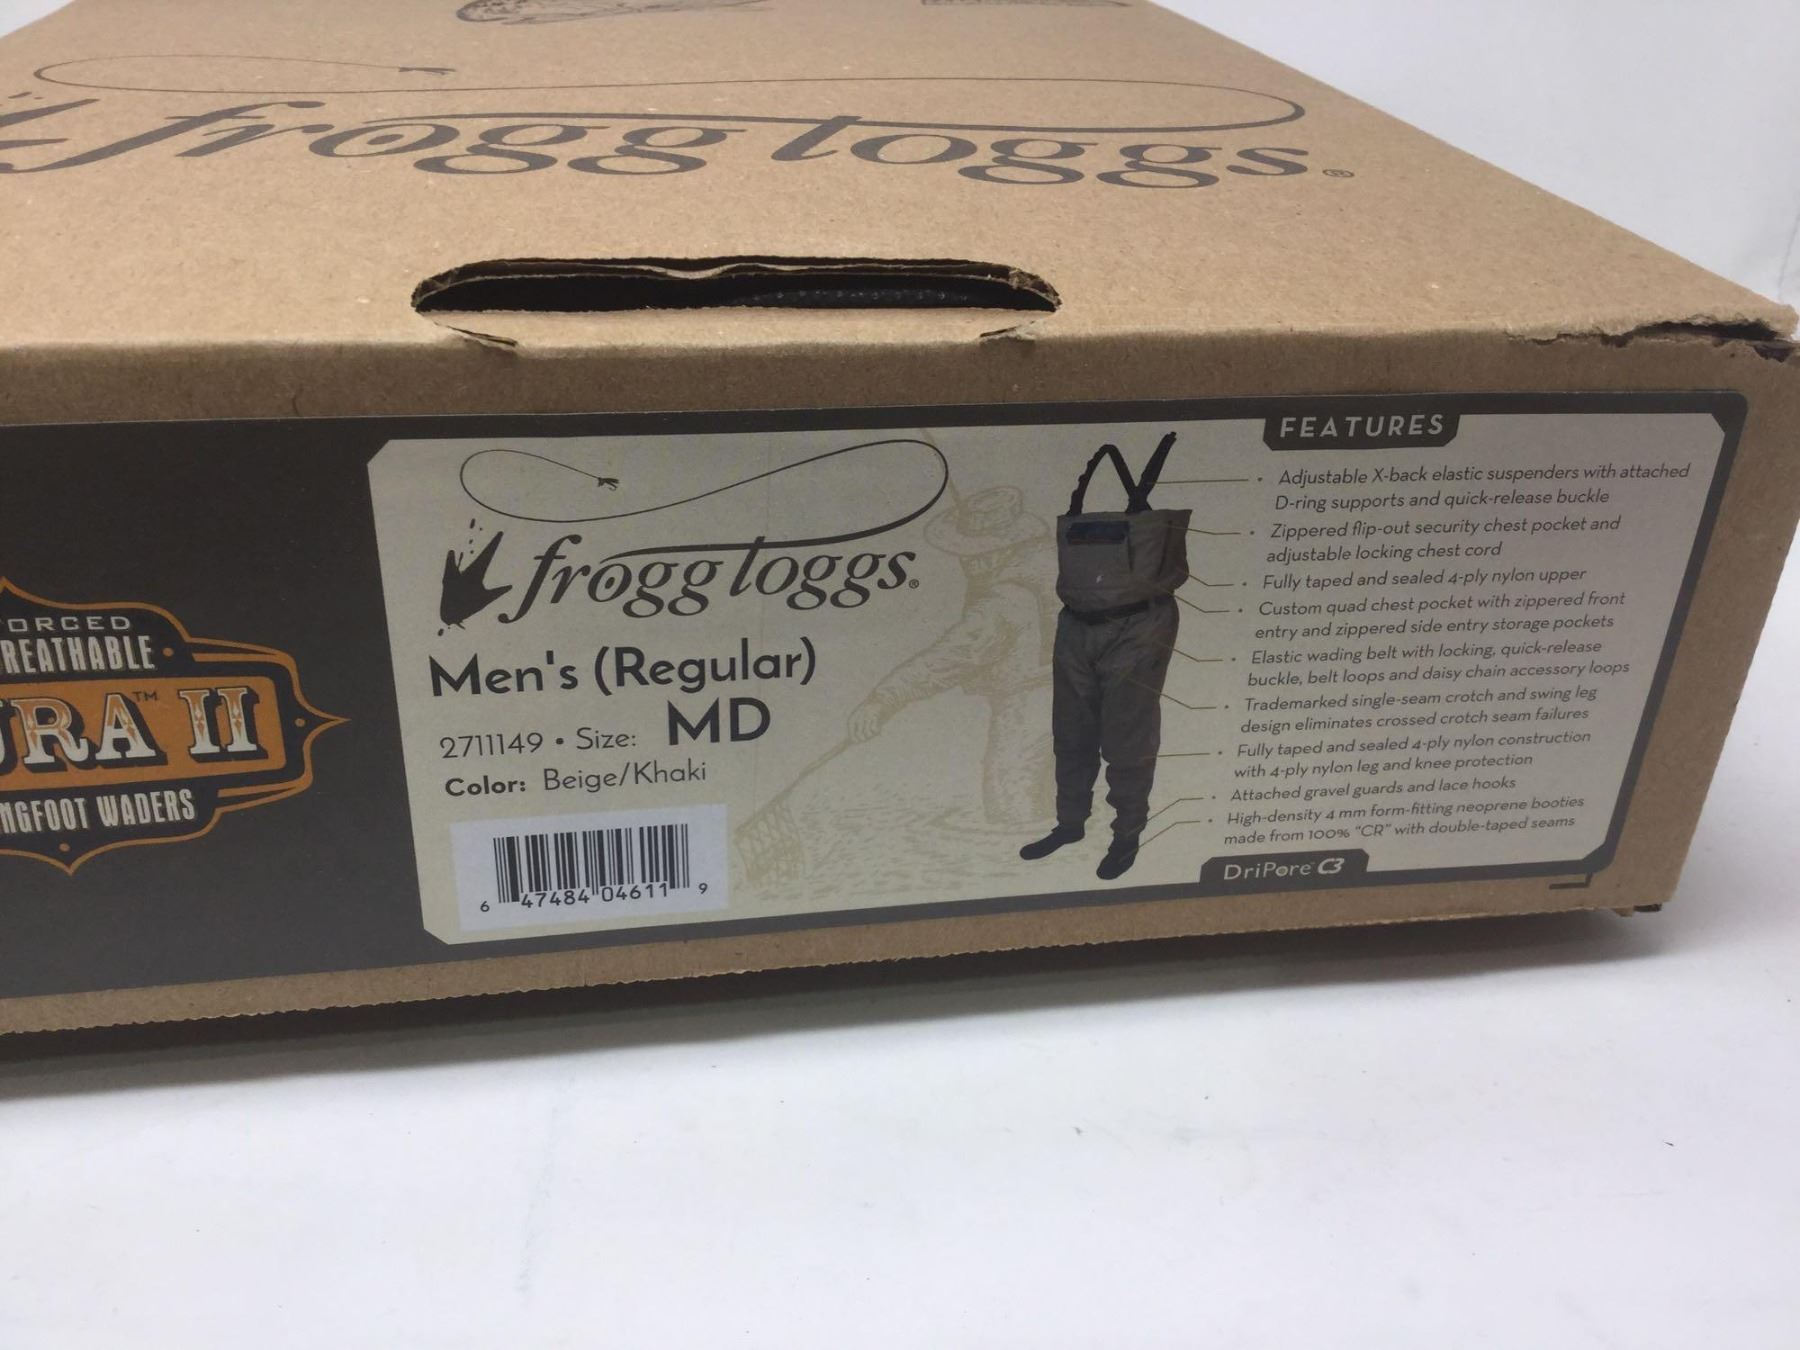 frogg toggs®
ORCED
REATHABLE
RA™ II
NGFOOT WADERS
frogg toggs®
Men's (Regular)
2711149 • Size: MD
Color: Beige/Khaki
6 47484 04611 9
FEATURES
• Adjustable X-back elastic suspenders with attached
D-ring supports and quick-release buckle
• Zippered flip-out security chest pocket and
adjustable locking chest cord
• Fully taped and sealed 4-ply nylon upper
• Custom quad chest pocket with zippered front
entry and zippered side entry storage pockets
• Elastic wading belt with locking, quick-release
buckle, belt loops and daisy chain accessory loops
• Trademarked single-seam crotch and swing leg
design eliminates crossed crotch seam failures
• Fully taped and sealed 4-ply nylon construction
with 4-ply nylon leg and knee protection
• Attached gravel guards and lace hooks
• High-density 4 mm form-fitting neoprene booties
made from 100% "CR" with double-taped seams
DriPore™ C3